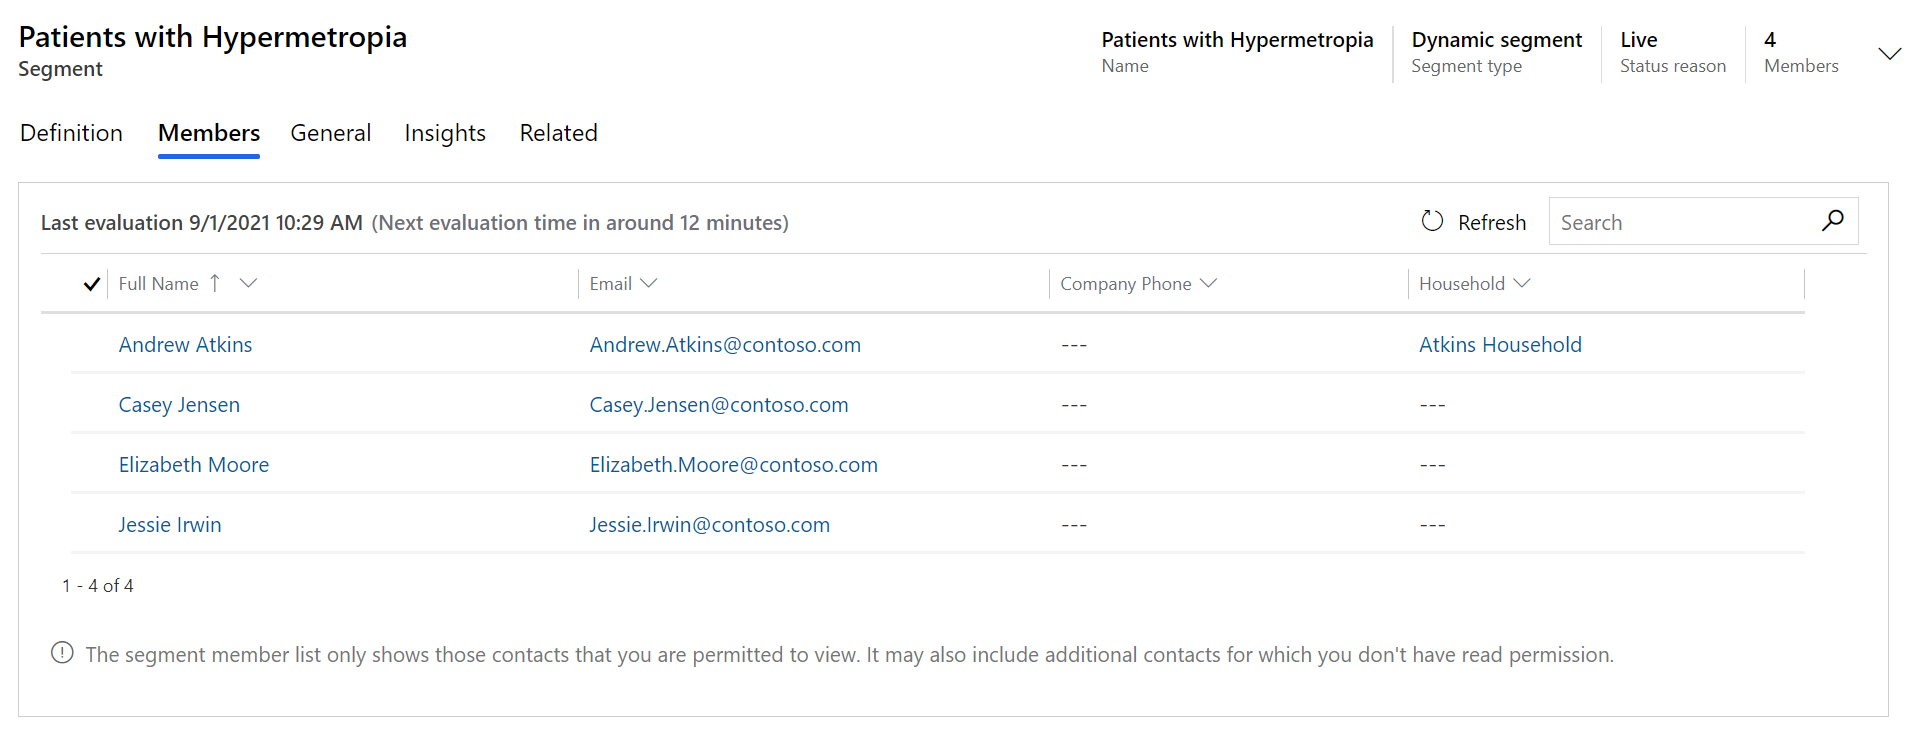 Patients with Hypermetropia
Segment
Patients with Hypermetropia Dynamic segment Live 4
Name Segment type Status reason Members
Definition Members General Insights Related
Last evaluation 9/1/2021 10:29 AM (Next evaluation time in around 12 minutes) Refresh Search
Full Name Email Company Phone Household
Andrew Atkins Andrew.Atkins@contoso.com --- Atkins Household
Casey Jensen Casey.Jensen@contoso.com --- ---
Elizabeth Moore Elizabeth.Moore@contoso.com --- ---
Jessie Irwin Jessie.Irwin@contoso.com --- ---
1 - 4 of 4
The segment member list only shows those contacts that you are permitted to view. It may also include additional contacts for which you don't have read permission.